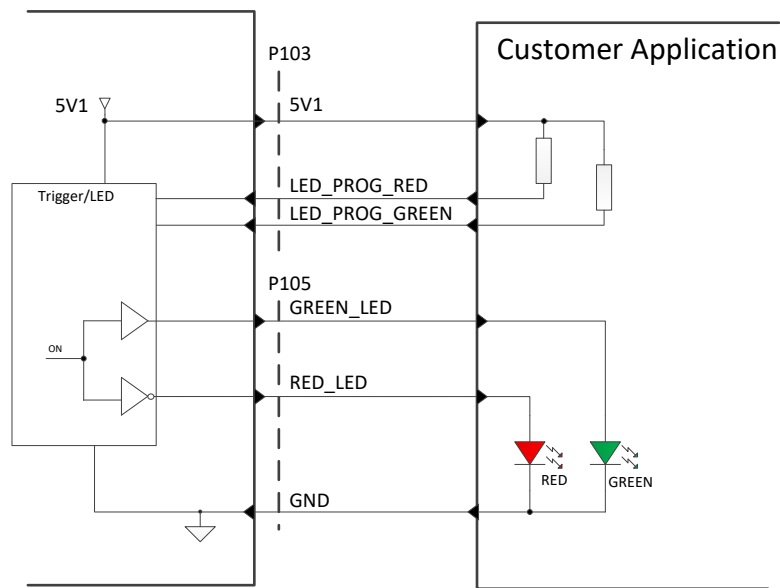 Customer Application
P103
5V1
5V1
Trigger/LED
LED_PROG_RED
LED_PROG_GREEN
P105
GREEN_LED
ON
RED_LED
RED
GREEN
GND